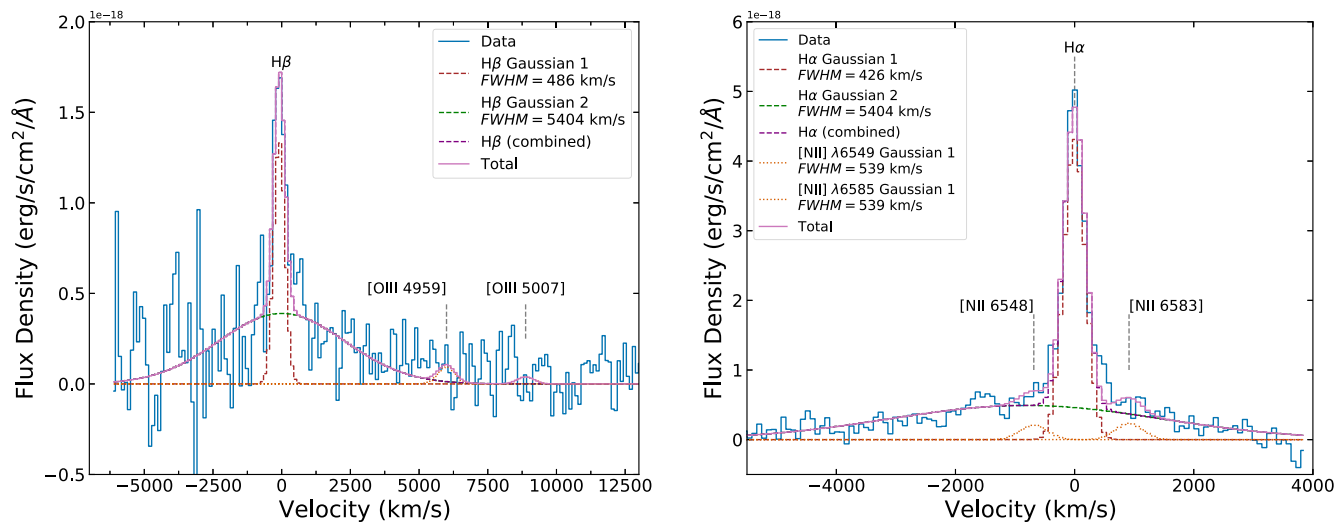 1e−18
2.0
1.5
1.0
0.5
0.0
−0.5
Flux Density (erg/s/cm²/Å)
Hβ
Data
Hβ Gaussian 1
FWHM = 486 km/s
Hβ Gaussian 2
FWHM = 5404 km/s
Hβ (combined)
Total
[OIII 4959]
[OIII 5007]
−5000 −2500 0 2500 5000 7500 10000 12500
Velocity (km/s)
1e−18
6
5
4
3
2
1
0
Flux Density (erg/s/cm²/Å)
Data
Hα Gaussian 1
FWHM = 426 km/s
Hα Gaussian 2
FWHM = 5404 km/s
Hα (combined)
[NII] λ6549 Gaussian 1
FWHM = 539 km/s
[NII] λ6585 Gaussian 1
FWHM = 539 km/s
Total
Hα
[NII 6548]
[NII 6583]
−4000 −2000 0 2000 4000
Velocity (km/s)